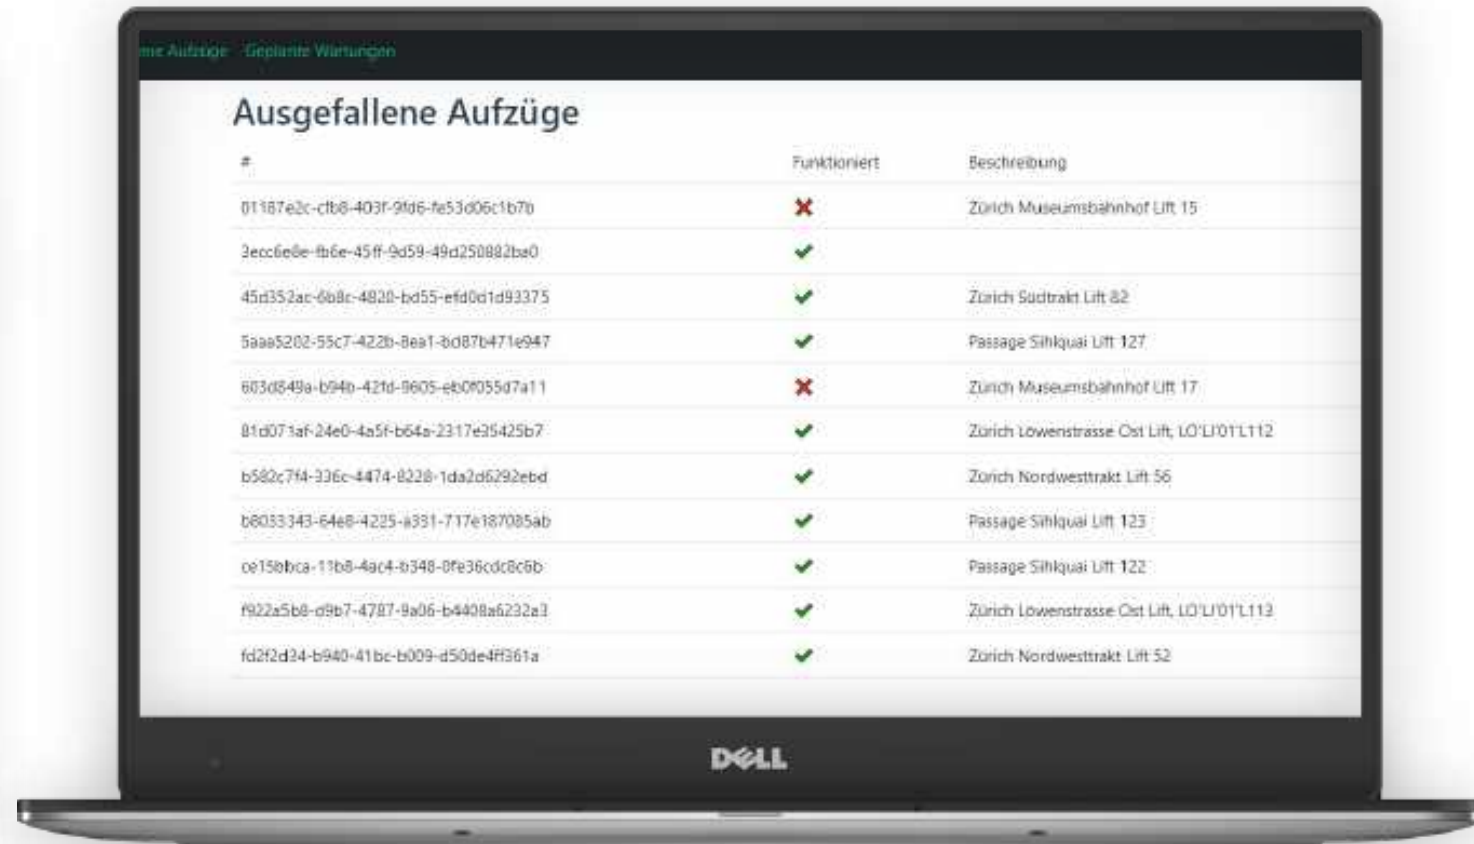 Aufzüge Geplante Wartungen
Ausgefallene Aufzüge
# Funktioniert Beschreibung
01187e2c-cfb8-403f-9fd6-fe53d06c1b7b Zürich Museumsbahnhof Lift 15
3ecc6e8e-fb6e-45ff-9d59-49d250882ba0
45d352ac-6b8c-4820-bd55-efd0d1d93375 Zürich Südtrakt Lift 82
5aaa5202-55c7-422b-8ea1-bd87b471e947 Passage Sihlquai Lift 127
603d849a-b94b-42fd-9605-eb0f055d7a11 Zürich Museumsbahnhof Lift 17
81d071af-24e0-4a5f-b64a-2317e35425b7 Zürich Löwenstrasse Ost Lift, LÖ'LI'01'L112
b582c7f4-336c-4474-8228-1da2d6292ebd Zürich Nordwesttrakt Lift 56
b8033343-64e8-4225-a331-717e187085ab Passage Sihlquai Lift 123
ce15bbca-11b8-4ac4-b348-0fe36cdc8c6b Passage Sihlquai Lift 122
f922a5b8-d9b7-4787-9a06-b4408a6232a3 Zürich Löwenstrasse Ost Lift, LÖ'LI'01'L113
fd2f2d34-b940-41bc-b009-d50de4ff361a Zürich Nordwesttrakt Lift 52
DELL